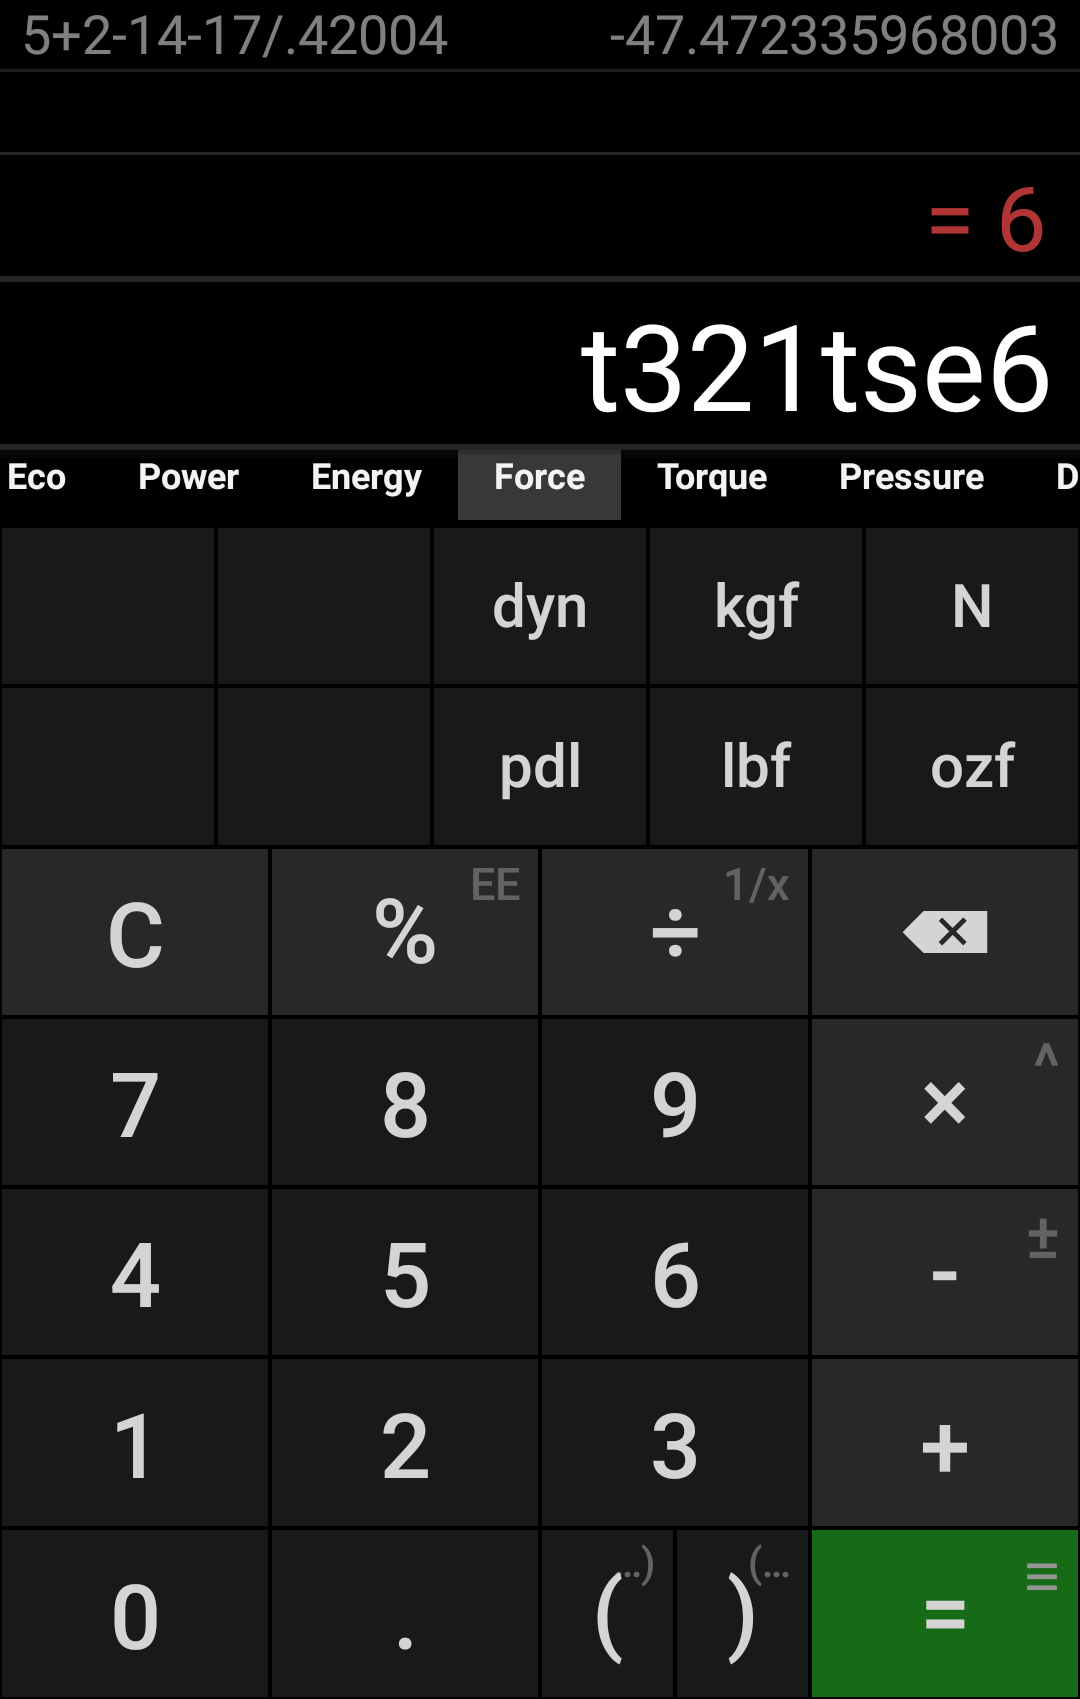 5+2-14-17/.42004 -47.472335968003
= 6
t321tse6
Eco Power Energy Force Torque Pressure D
dyn kgf N
pdl lbf ozf
C % EE ÷ 1/x
7 8 9 × ^
4 5 6 - ±
1 2 3 +
0 . ( ..) ) (... = ≡